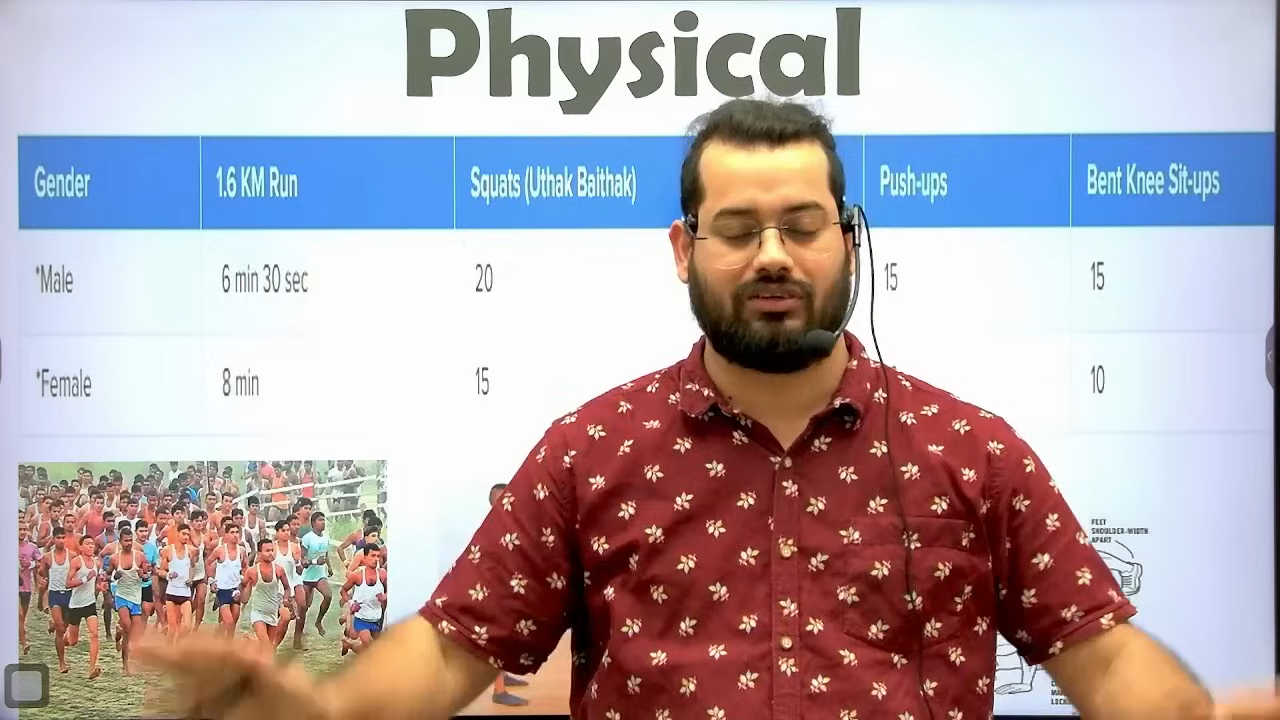 Physical
Gender 1.6 KM Run Squats (Uthak Baithak) Push-ups Bent Knee Sit-ups
*Male 6 min 30 sec 20 15 15
*Female 8 min 15 10
FEET
SHOULDER-WIDTH
APART